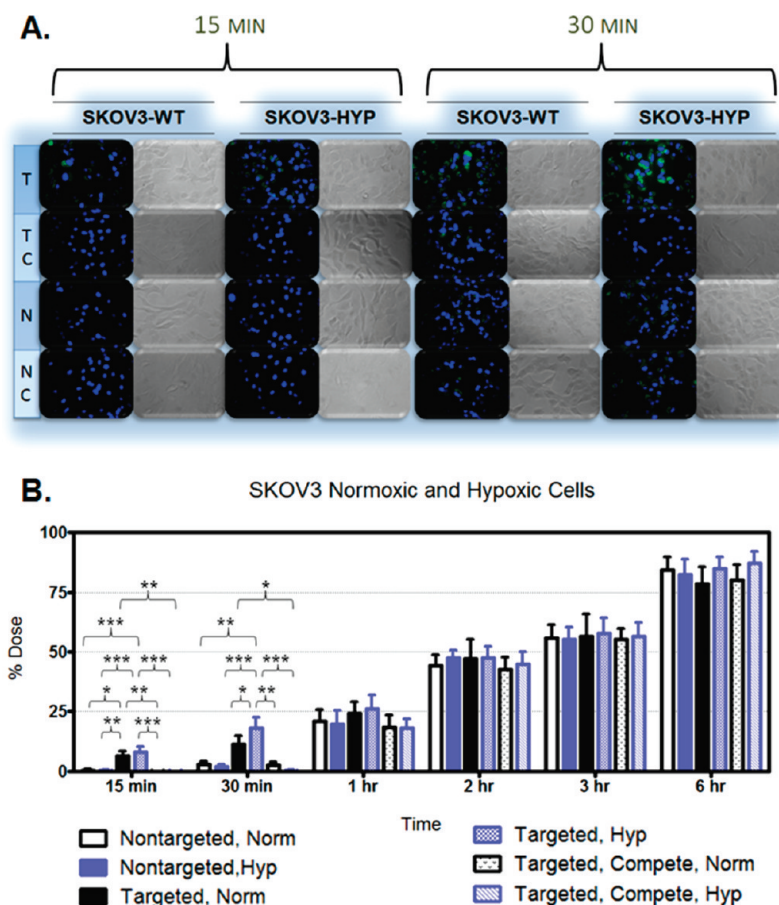 A.
15 MIN 30 MIN
SKOV3-WT SKOV3-HYP SKOV3-WT SKOV3-HYP
T
T
C
N
N
C
B.
SKOV3 Normoxic and Hypoxic Cells
100
75
50
25
0
% Dose
** *
*** **
*** *** *** ***
* ** * **
** ***
15 min 30 min 1 hr 2 hr 3 hr 6 hr
Time
Nontargeted, Norm
Nontargeted,Hyp
Targeted, Norm
Targeted, Hyp
Targeted, Compete, Norm
Targeted, Compete, Hyp